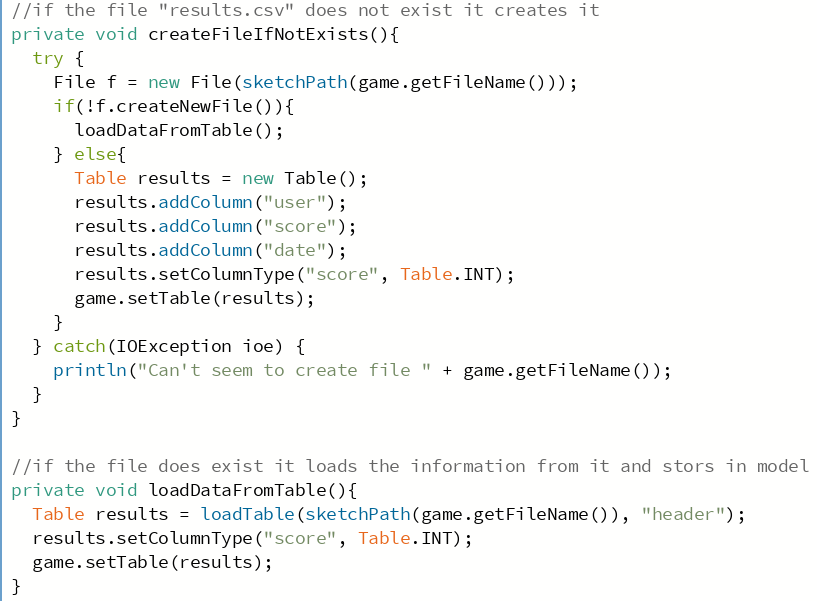 //if the file "results.csv" does not exist it creates it
private void createFileIfNotExists(){
  try {
    File f = new File(sketchPath(game.getFileName()));
    if(!f.createNewFile()){
      loadDataFromTable();
    } else{
      Table results = new Table();
      results.addColumn("user");
      results.addColumn("score");
      results.addColumn("date");
      results.setColumnType("score", Table.INT);
      game.setTable(results);
    }
  } catch(IOException ioe) {
    println("Can't seem to create file " + game.getFileName());
  }
}

//if the file does exist it loads the information from it and stors in model
private void loadDataFromTable(){
  Table results = loadTable(sketchPath(game.getFileName()), "header");
  results.setColumnType("score", Table.INT);
  game.setTable(results);
}